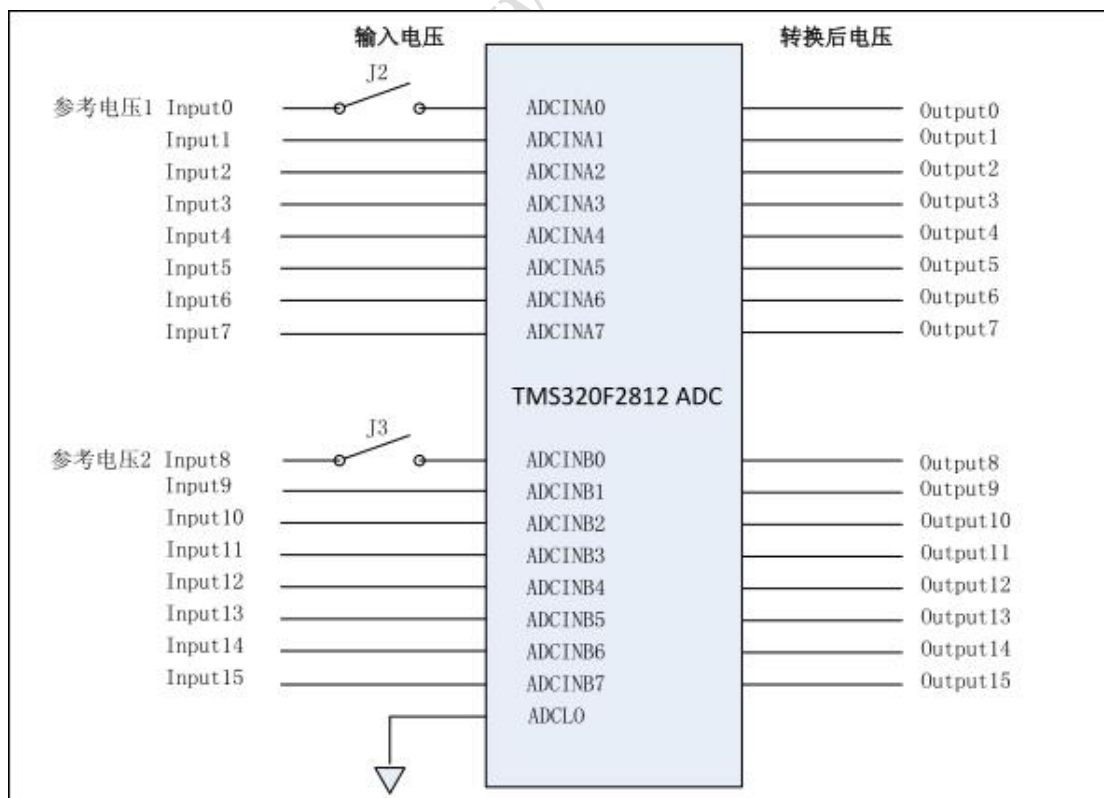 输入电压 转换后电压
J2
参考电压1 Input0 ADCINA0 Output0
Input1 ADCINA1 Output1
Input2 ADCINA2 Output2
Input3 ADCINA3 Output3
Input4 ADCINA4 Output4
Input5 ADCINA5 Output5
Input6 ADCINA6 Output6
Input7 ADCINA7 Output7
TMS320F2812 ADC
J3
参考电压2 Input8 ADCINB0 Output8
Input9 ADCINB1 Output9
Input10 ADCINB2 Output10
Input11 ADCINB3 Output11
Input12 ADCINB4 Output12
Input13 ADCINB5 Output13
Input14 ADCINB6 Output14
Input15 ADCINB7 Output15
ADCLO